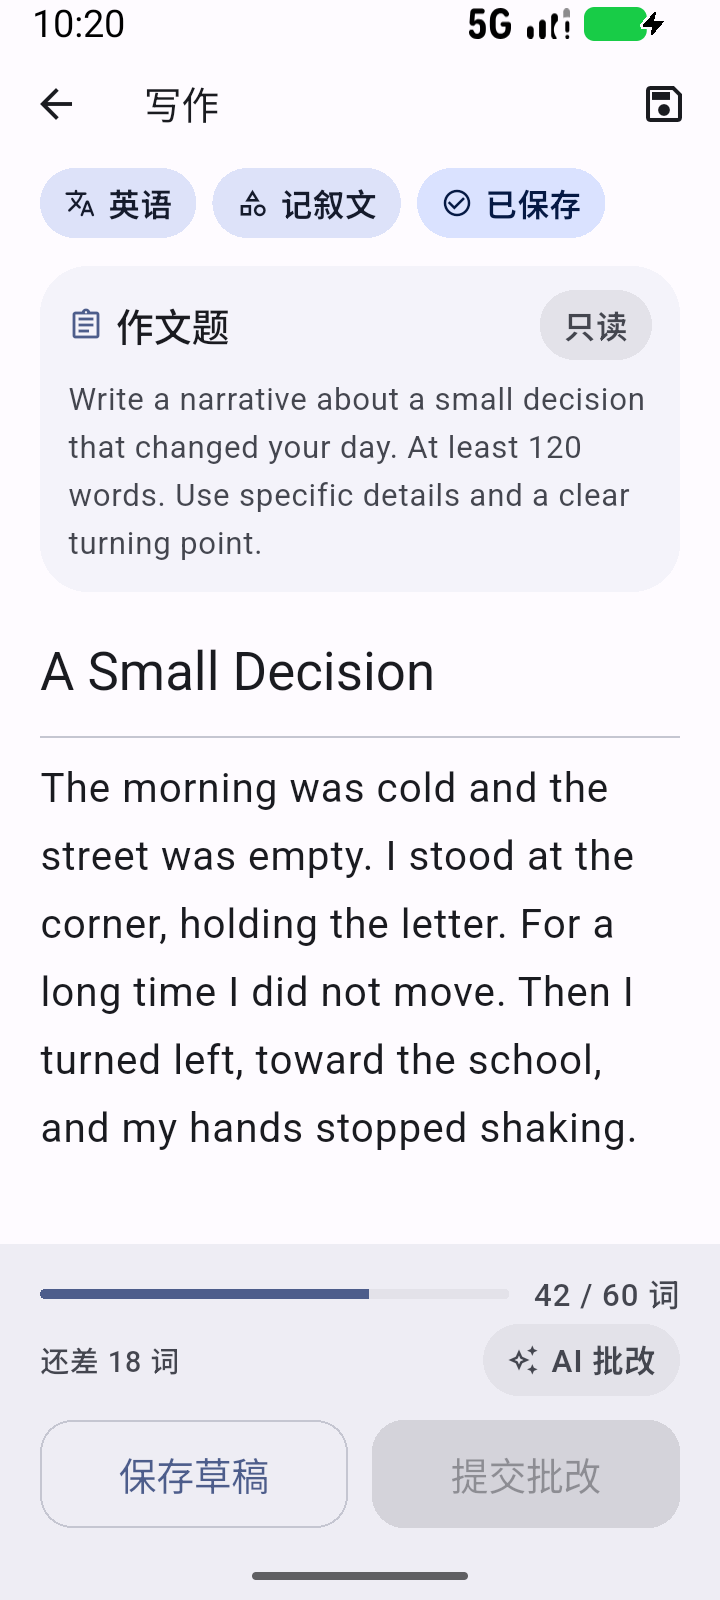 10:20
5G
写作
英语
记叙文
已保存
作文题
只读
Write a narrative about a small decision
that changed your day. At least 120
words. Use specific details and a clear
turning point.
A Small Decision
The morning was cold and the
street was empty. I stood at the
corner, holding the letter. For a
long time I did not move. Then I
turned left, toward the school,
and my hands stopped shaking.
42 / 60 词
还差 18 词
AI 批改
保存草稿
提交批改